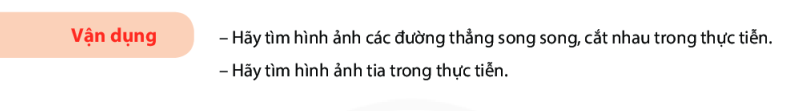 Vận dụng
– Hãy tìm hình ảnh các đường thẳng song song, cắt nhau trong thực tiễn.
– Hãy tìm hình ảnh tia trong thực tiễn.